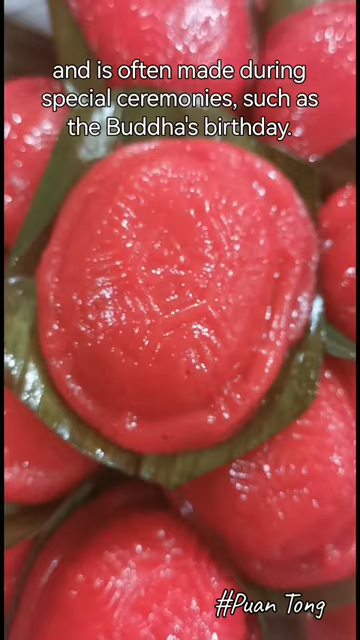 and is often made during
special ceremonies, such as
the Buddha's birthday.
#Puan Tong